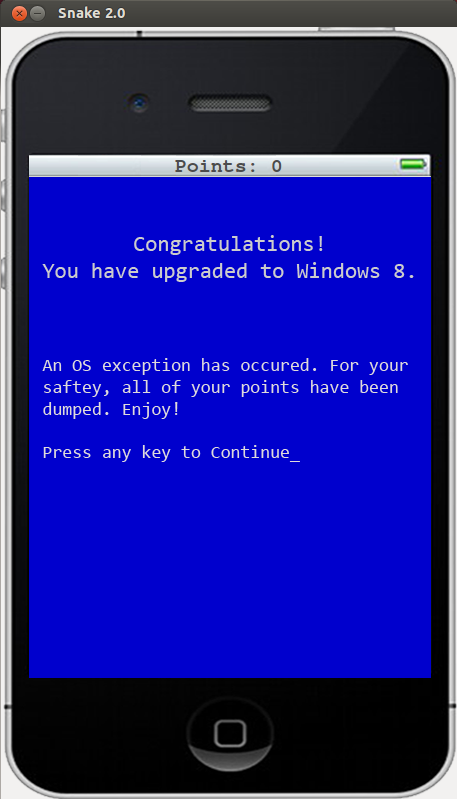 Snake 2.0
Points: 0
Congratulations!
You have upgraded to Windows 8.
An OS exception has occured. For your
saftey, all of your points have been
dumped. Enjoy!
Press any key to Continue_